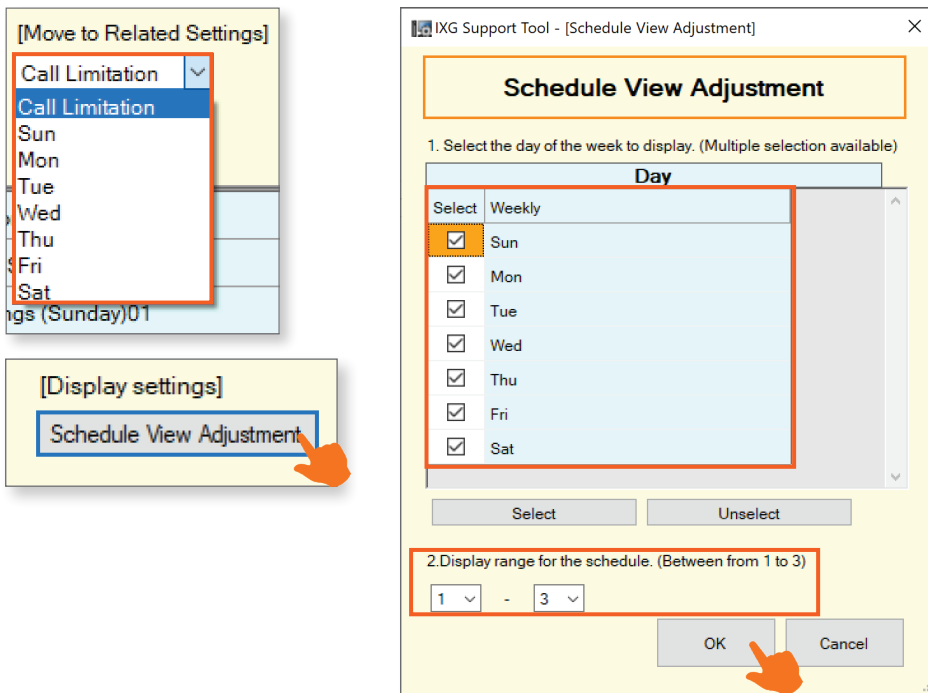 [Move to Related Settings]
Call Limitation
Call Limitation
Sun
Mon
Tue
Wed
Thu
Fri
Sat
(Sunday)01
[Display settings]
Schedule View Adjustment
IXG Support Tool - [Schedule View Adjustment]
Schedule View Adjustment
1. Select the day of the week to display. (Multiple selection available)
Day
Select Weekly
Sun
Mon
Tue
Wed
Thu
Fri
Sat
Select Unselect
2.Display range for the schedule. (Between from 1 to 3)
1 - 3
OK Cancel